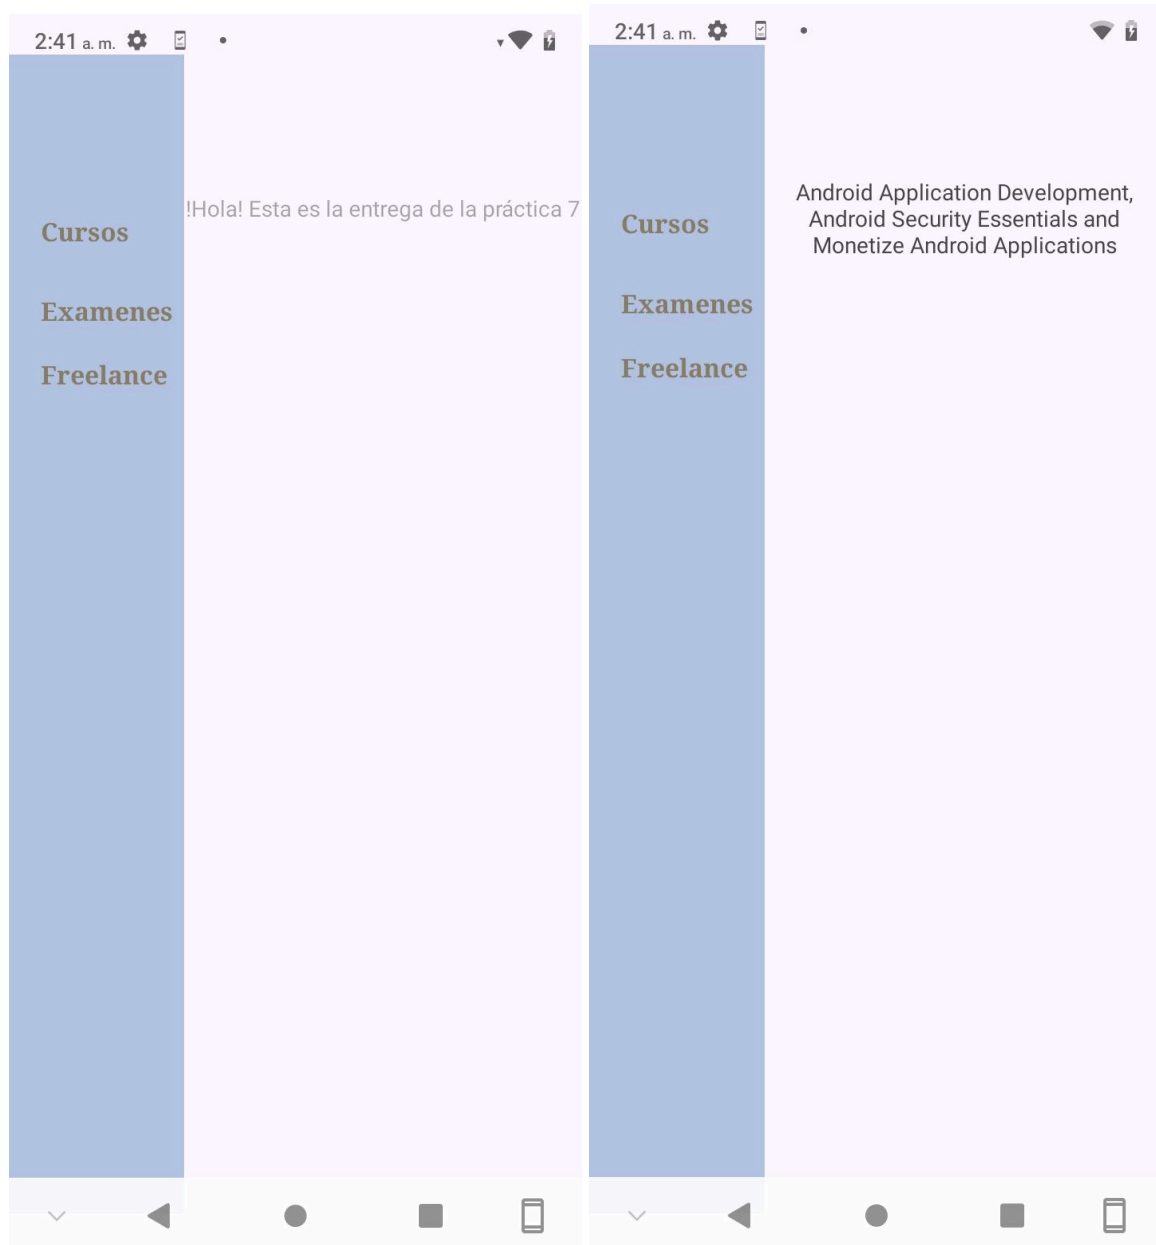 2:41 a. m.
!Hola! Esta es la entrega de la práctica 7
Cursos
Examenes
Freelance
2:41 a. m.
Android Application Development,
Android Security Essentials and
Monetize Android Applications
Cursos
Examenes
Freelance